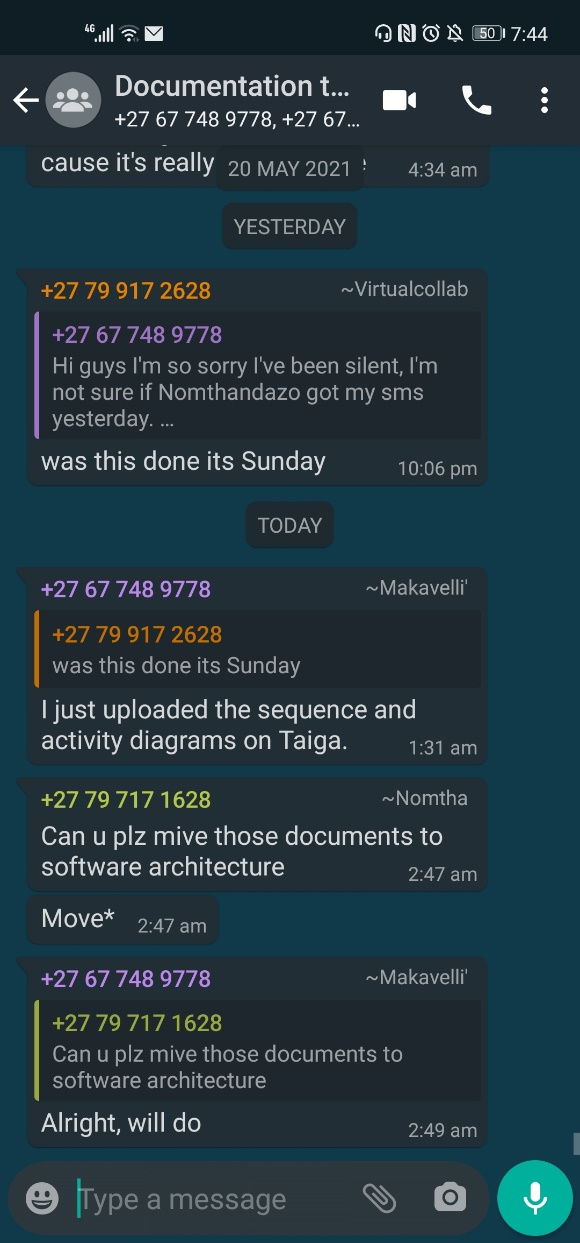 4G 50 7:44
Documentation t...
+27 67 748 9778, +27 67...
cause it's really 4:34 am
20 MAY 2021
YESTERDAY
+27 79 917 2628 ~Virtualcollab
+27 67 748 9778
Hi guys I'm so sorry I've been silent, I'm
not sure if Nomthandazo got my sms
yesterday. ...
was this done its Sunday 10:06 pm
TODAY
+27 67 748 9778 ~Makavelli'
+27 79 917 2628
was this done its Sunday
I just uploaded the sequence and
activity diagrams on Taiga. 1:31 am
+27 79 717 1628 ~Nomtha
Can u plz mive those documents to
software architecture 2:47 am
Move* 2:47 am
+27 67 748 9778 ~Makavelli'
+27 79 717 1628
Can u plz mive those documents to
software architecture
Alright, will do 2:49 am
Type a message